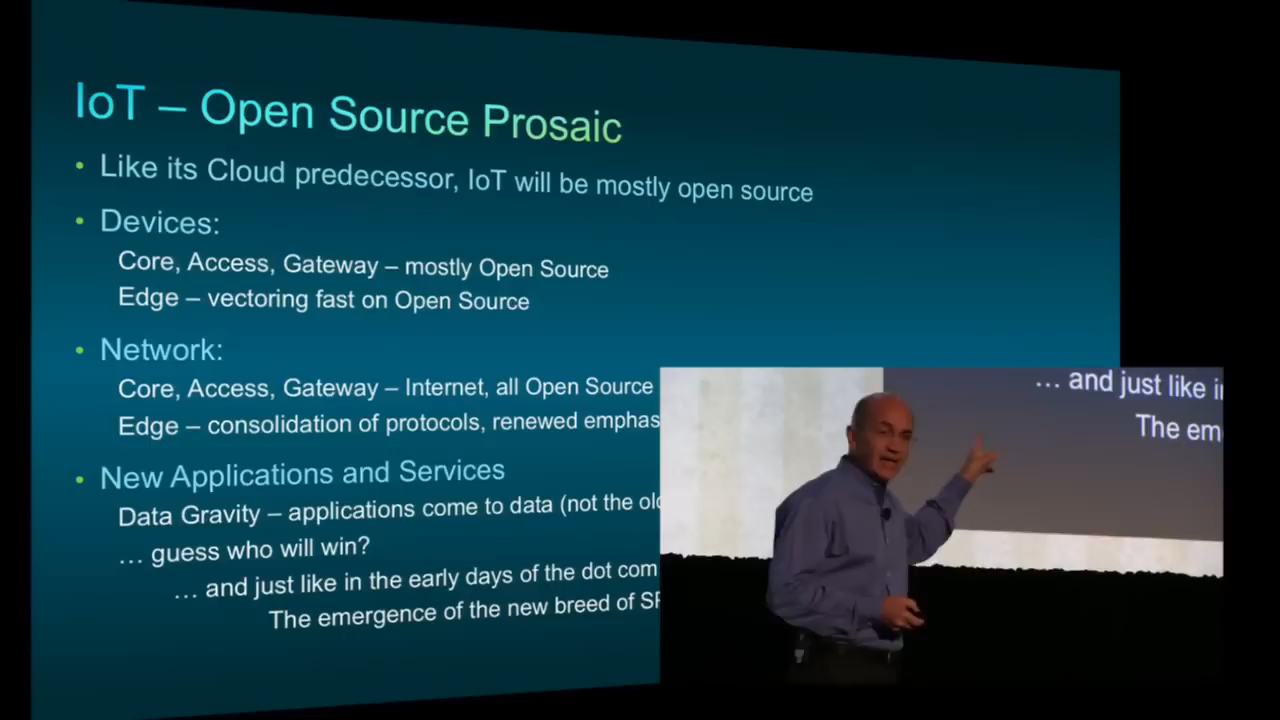 IoT – Open Source Prosaic
• Like its Cloud predecessor, IoT will be mostly open source
• Devices:
Core, Access, Gateway – mostly Open Source
Edge – vectoring fast on Open Source
• Network:
Core, Access, Gateway – Internet, all Open Source
Edge – consolidation of protocols, renewed emphas
• New Applications and Services
Data Gravity – applications come to data (not the old
… guess who will win?
… and just like in the early days of the dot com
The emergence of the new breed of SP
… and just like in
The eme